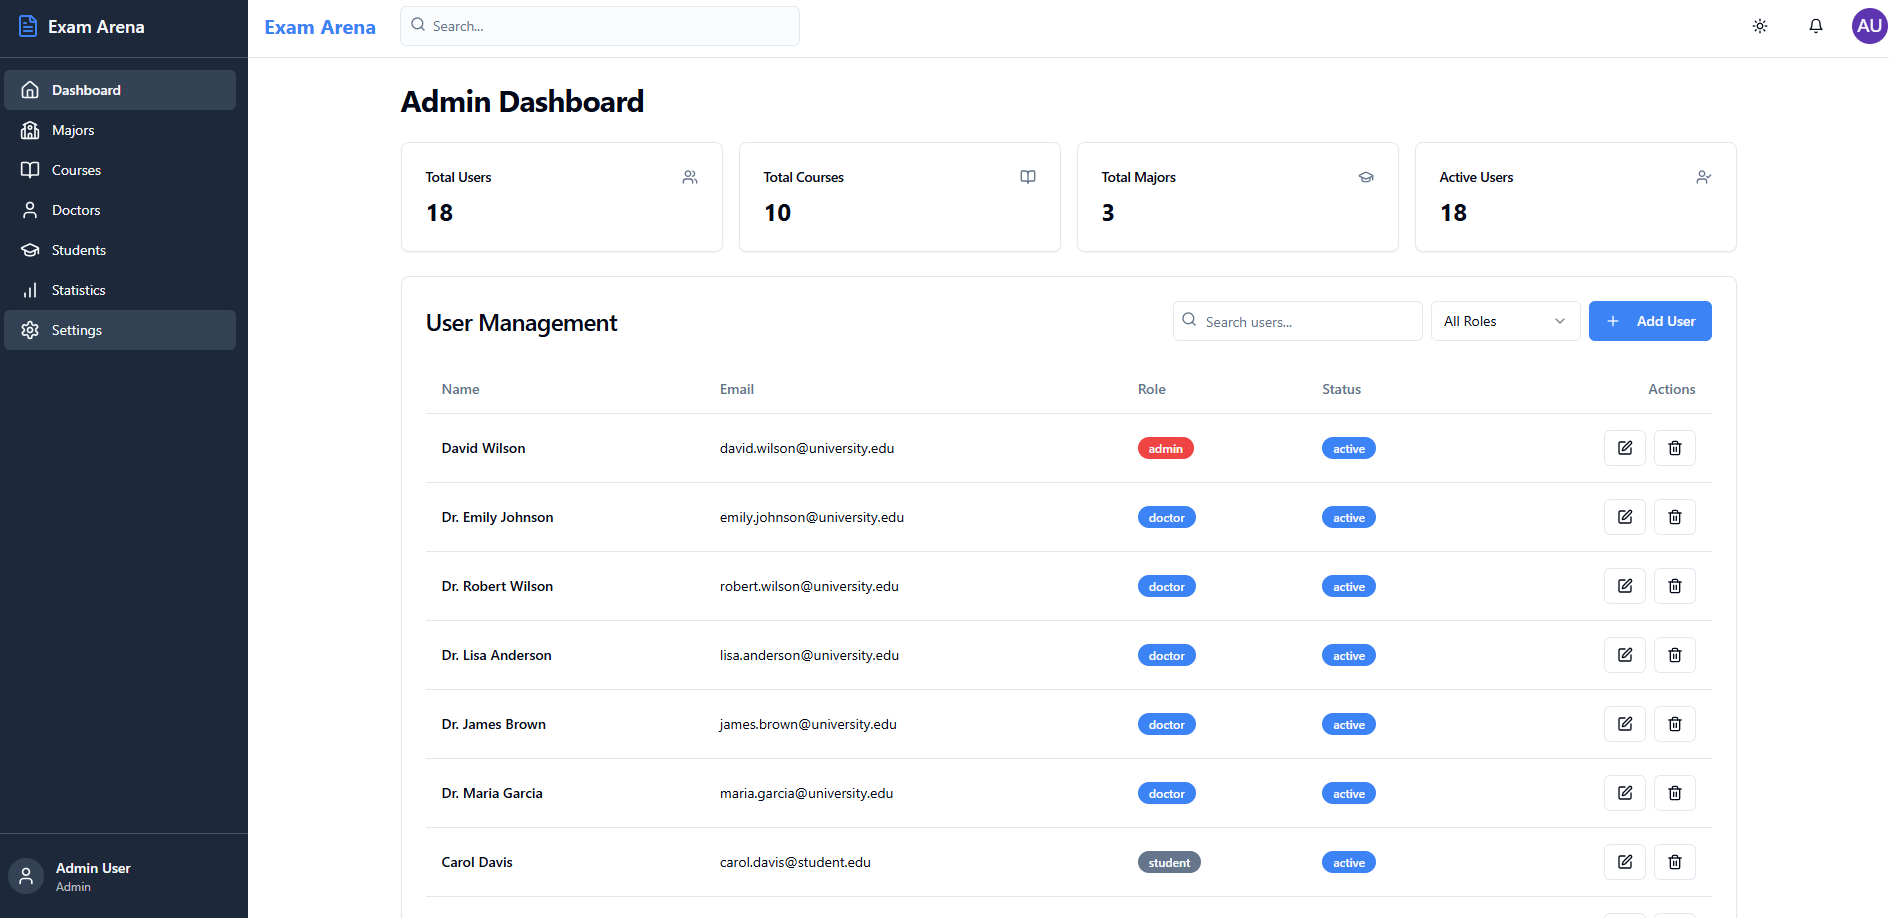 Exam Arena
Dashboard
Majors
Courses
Doctors
Students
Statistics
Settings
Admin User
Admin
Exam Arena
Search...
AU
Admin Dashboard
Total Users
18
Total Courses
10
Total Majors
3
Active Users
18
User Management
Search users...
All Roles
Add User
Name Email Role Status Actions
David Wilson david.wilson@university.edu admin active
Dr. Emily Johnson emily.johnson@university.edu doctor active
Dr. Robert Wilson robert.wilson@university.edu doctor active
Dr. Lisa Anderson lisa.anderson@university.edu doctor active
Dr. James Brown james.brown@university.edu doctor active
Dr. Maria Garcia maria.garcia@university.edu doctor active
Carol Davis carol.davis@student.edu student active